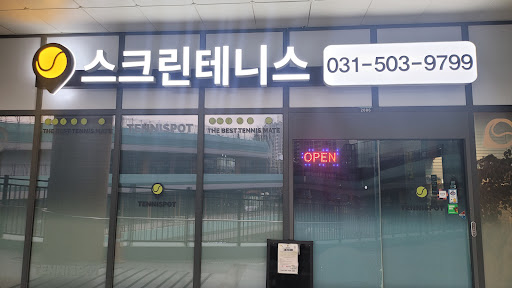 스크린테니스 031-503-9799
TENNISPOT
THE BEST TENNIS MATE
THE BEST TENNIS MATE
OPEN
TENNISPOT
TENNISPOT